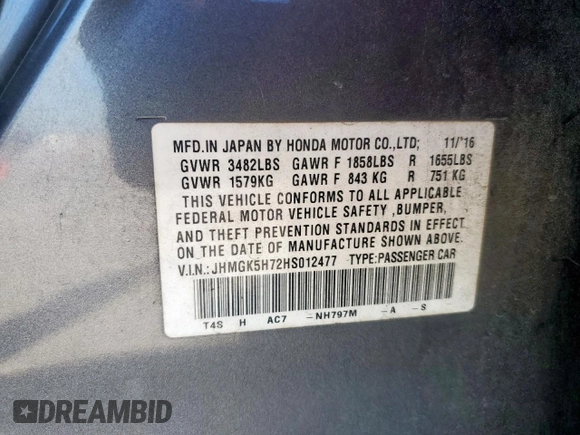 MFD.IN JAPAN BY HONDA MOTOR CO.,LTD; 11/'16
GVWR 3482LBS GAWR F 1858LBS R 1655LBS
GVWR 1579KG GAWR F 843 KG R 751 KG
THIS VEHICLE CONFORMS TO ALL APPLICABLE
FEDERAL MOTOR VEHICLE SAFETY ,BUMPER,
AND THEFT PREVENTION STANDARDS IN EFFECT
ON THE DATE OF MANUFACTURE SHOWN ABOVE.
V.I.N.:JHMGK5H72HS012477 TYPE:PASSENGER CAR
T4S H AC7 -NH797M -A -S
DREAMBID